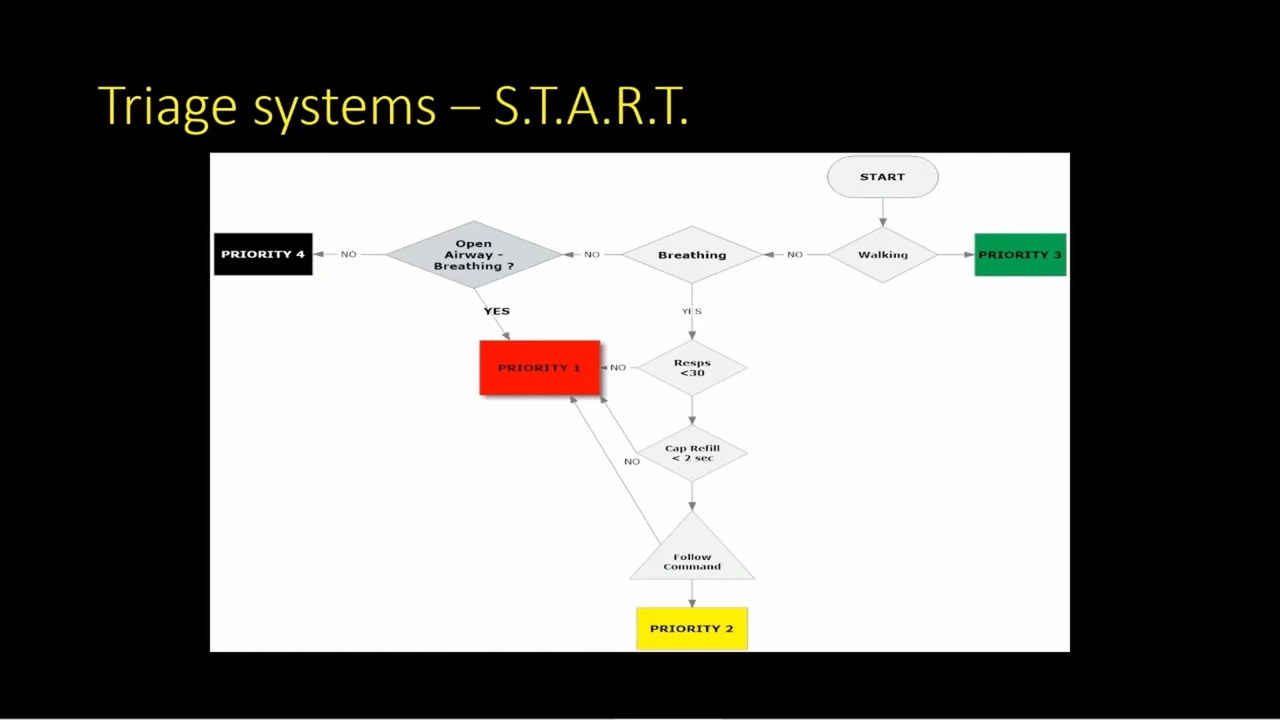 Triage systems – S.T.A.R.T.
START
PRIORITY 4
NO
Open
Airway -
Breathing ?
NO
Breathing
NO
Walking
PRIORITY 3
YES
YES
PRIORITY 1
NO
Resps
<30
Cap Refill
< 2 sec
NO
Follow
Command
PRIORITY 2